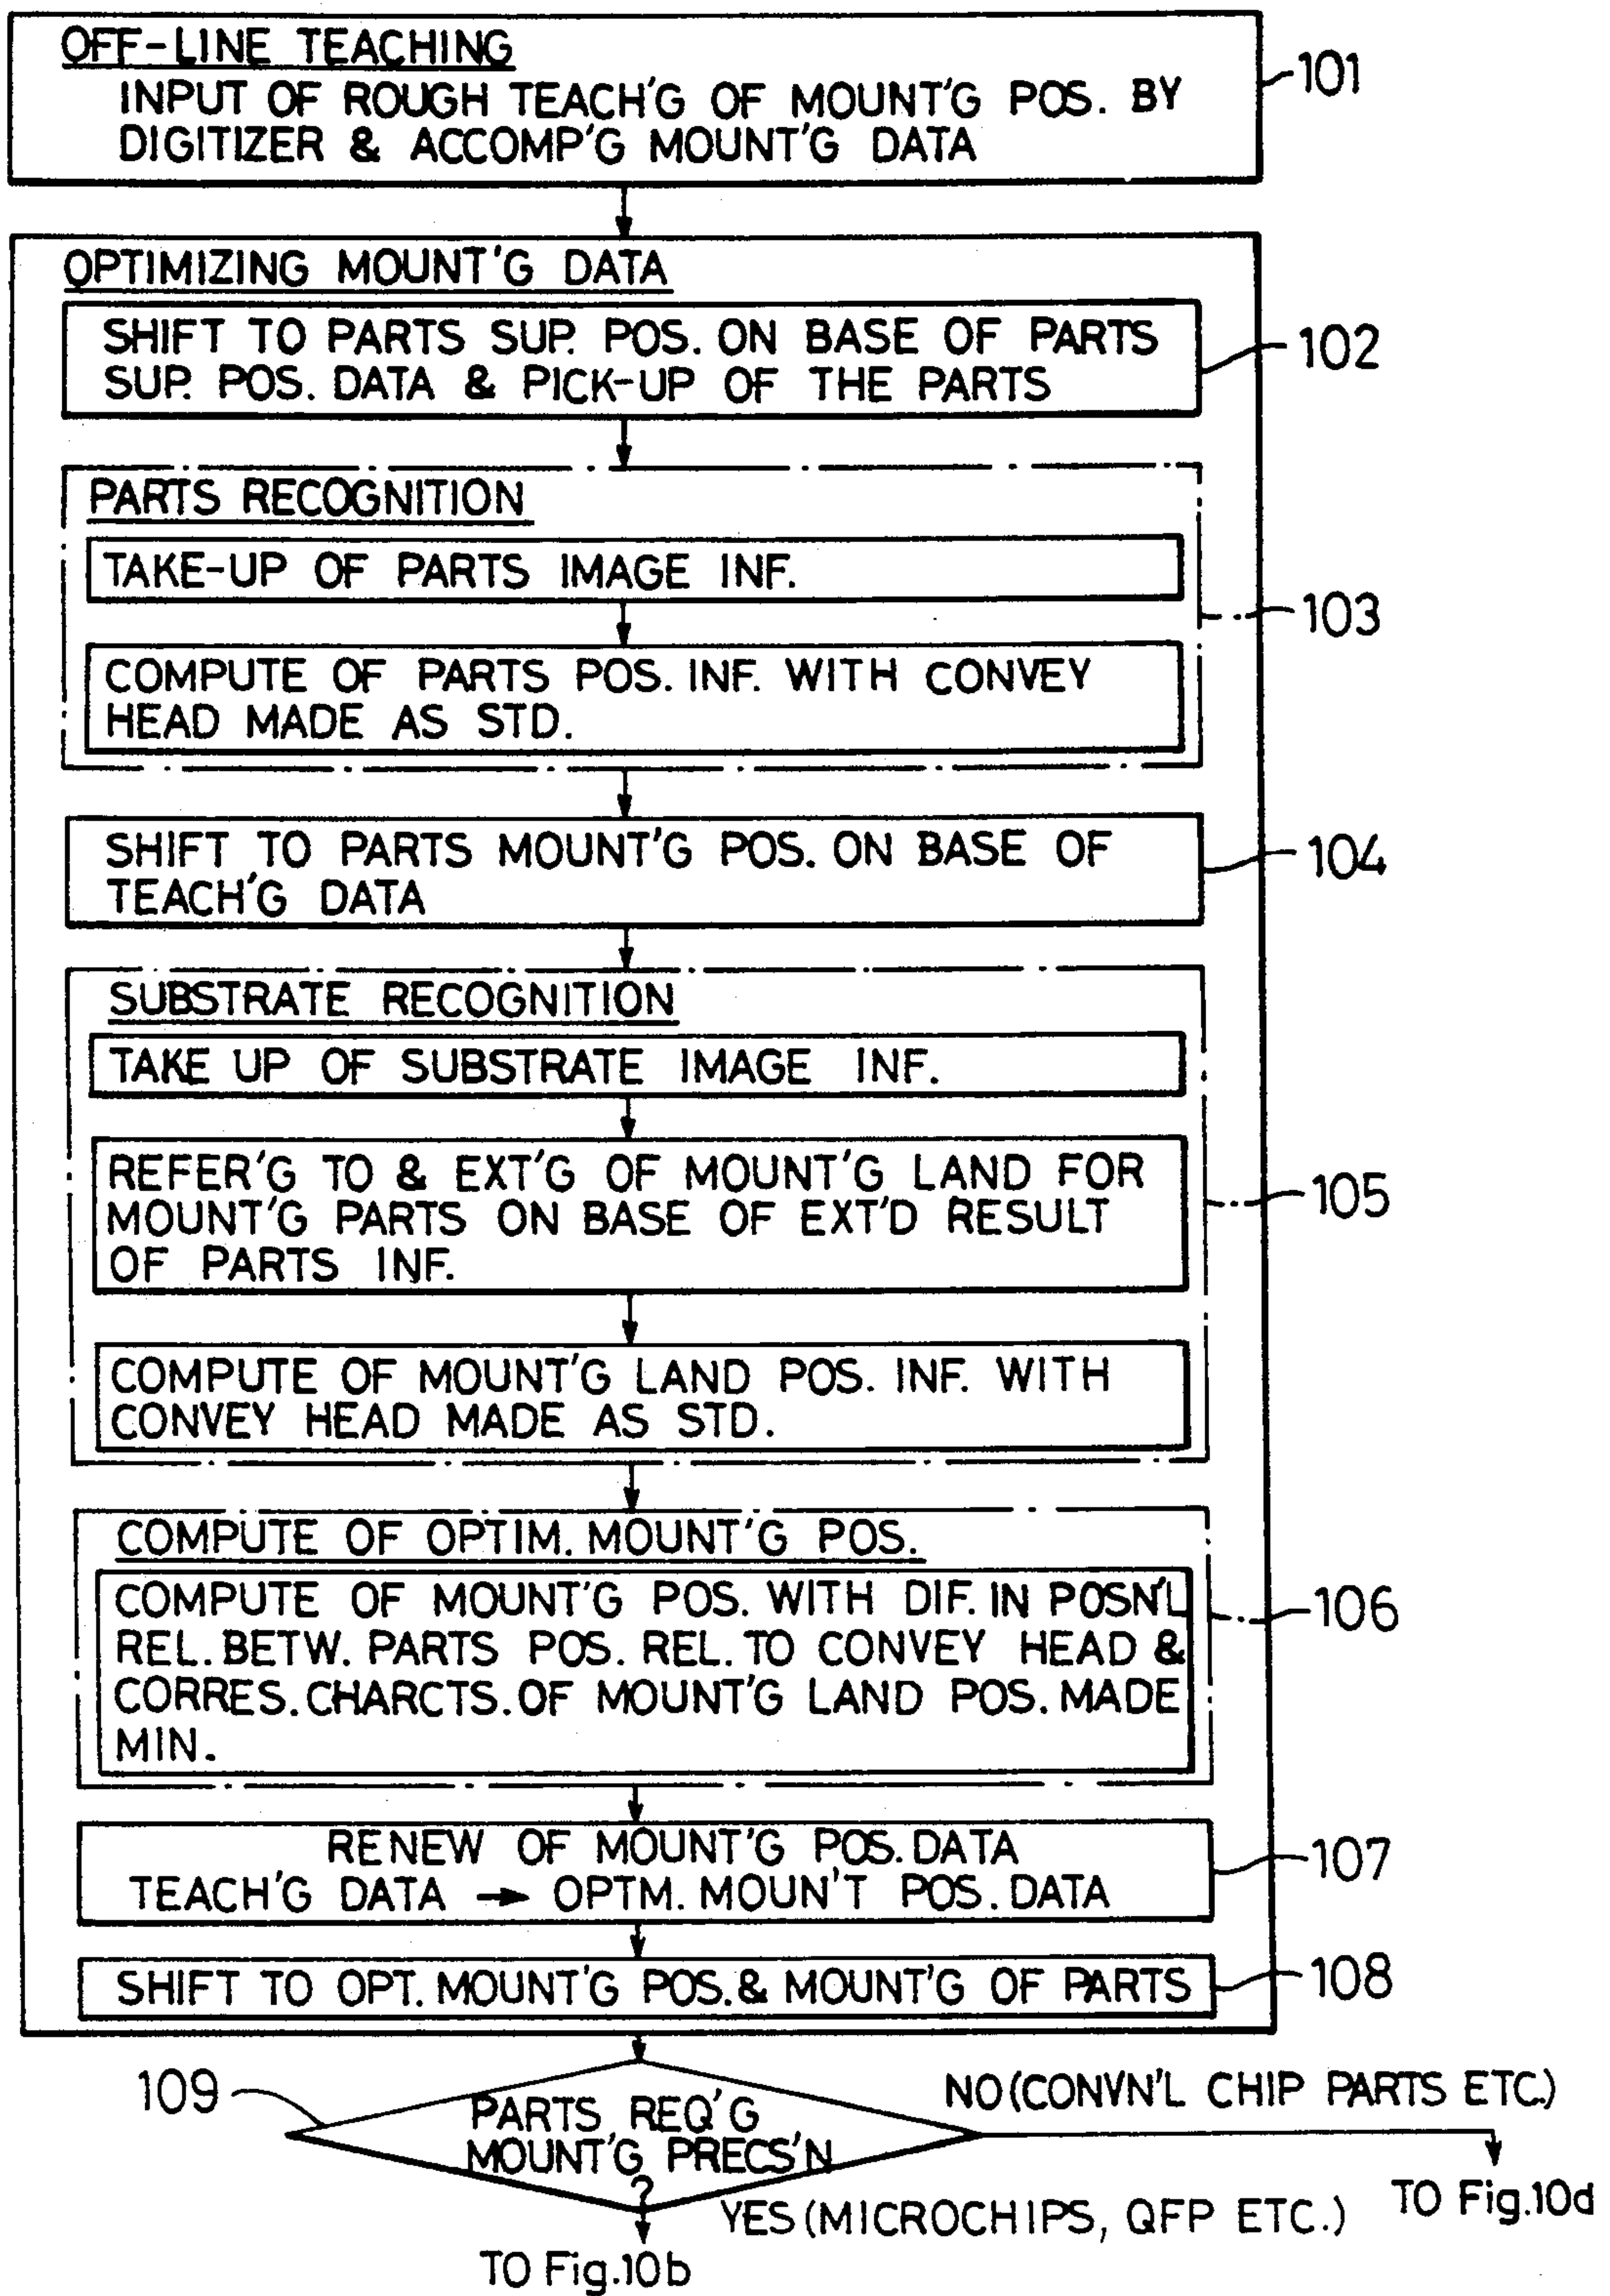 OFF-LINE TEACHING
INPUT OF ROUGH TEACH'G OF MOUNT'G POS. BY
DIGITIZER & ACCOMP'G MOUNT'G DATA
101
OPTIMIZING MOUNT'G DATA
SHIFT TO PARTS SUP. POS. ON BASE OF PARTS
SUP. POS. DATA & PICK-UP OF THE PARTS
102
PARTS RECOGNITION
TAKE-UP OF PARTS IMAGE INF.
103
COMPUTE OF PARTS POS. INF. WITH CONVEY
HEAD MADE AS STD.
SHIFT TO PARTS MOUNT'G POS. ON BASE OF
TEACH'G DATA
104
SUBSTRATE RECOGNITION
TAKE UP OF SUBSTRATE IMAGE INF.
REFER'G TO & EXT'G OF MOUNT'G LAND FOR
MOUNT'G PARTS ON BASE OF EXT'D RESULT
OF PARTS INF.
105
COMPUTE OF MOUNT'G LAND POS. INF. WITH
CONVEY HEAD MADE AS STD.
COMPUTE OF OPTIM. MOUNT'G POS.
COMPUTE OF MOUNT'G POS. WITH DIF. IN POSN'L
REL. BETW. PARTS POS. REL. TO CONVEY HEAD &
CORRES. CHARCTS. OF MOUNT'G LAND POS. MADE
MIN.
106
RENEW OF MOUNT'G POS. DATA
TEACH'G DATA → OPTM. MOUN'T POS. DATA
107
SHIFT TO OPT. MOUNT'G POS. & MOUNT'G OF PARTS
108
109
PARTS REQ'G
MOUNT'G PRECS'N
?
NO (CONVN'L CHIP PARTS ETC.)
TO Fig.10d
YES (MICROCHIPS, QFP ETC.)
TO Fig.10b